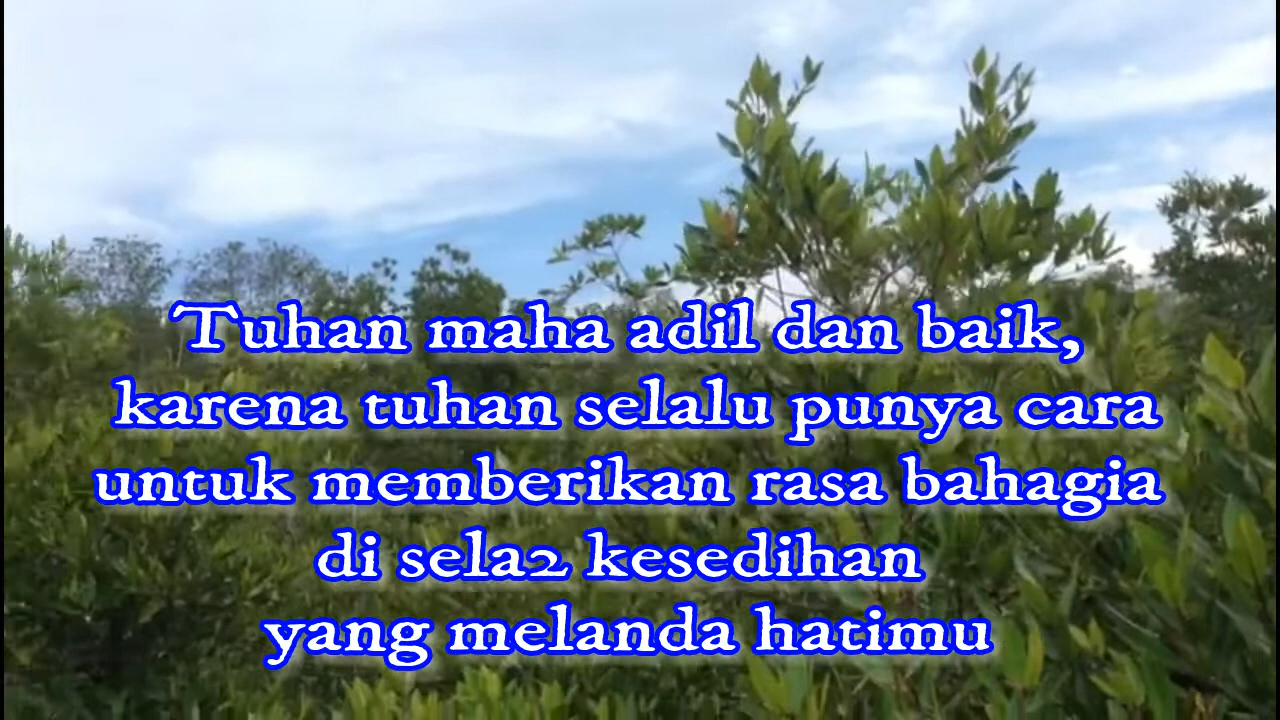 Tuhan maha adil dan baik,
karena tuhan selalu punya cara
untuk memberikan rasa bahagia
di sela2 kesedihan
yang melanda hatimu